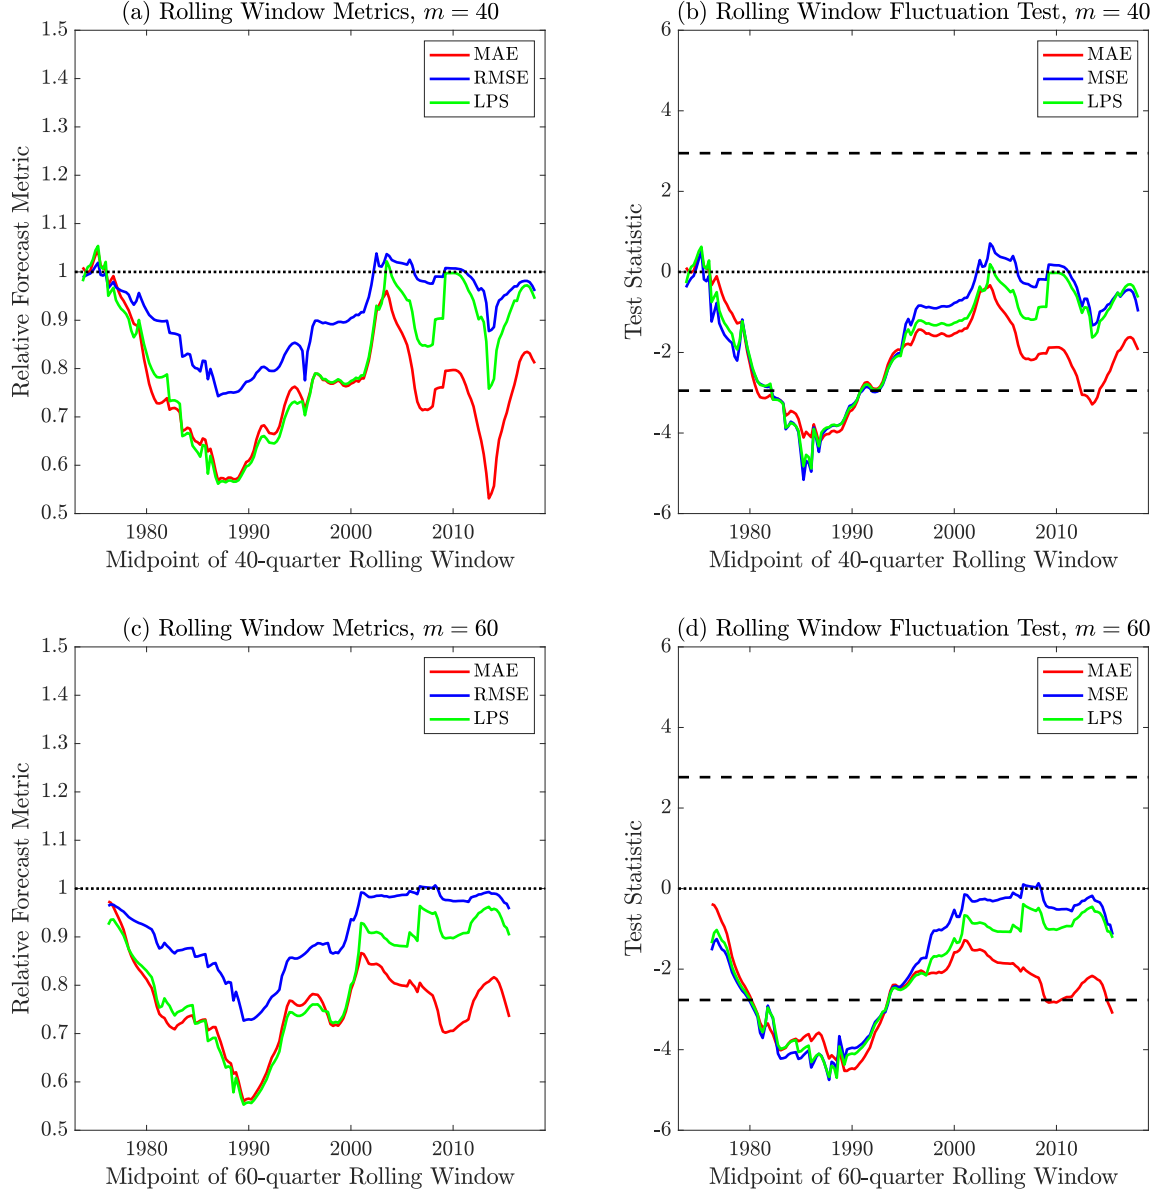 (a) Rolling Window Metrics, m = 40
1.5
1.4
1.3
1.2
1.1
1
0.9
0.8
0.7
0.6
0.5
Relative Forecast Metric
MAE
RMSE
LPS
1980
1990
2000
2010
Midpoint of 40-quarter Rolling Window
(b) Rolling Window Fluctuation Test, m = 40
6
4
2
0
-2
-4
-6
Test Statistic
MAE
MSE
LPS
1980
1990
2000
2010
Midpoint of 40-quarter Rolling Window
(c) Rolling Window Metrics, m = 60
1.5
1.4
1.3
1.2
1.1
1
0.9
0.8
0.7
0.6
0.5
Relative Forecast Metric
MAE
RMSE
LPS
1980
1990
2000
2010
Midpoint of 60-quarter Rolling Window
(d) Rolling Window Fluctuation Test, m = 60
6
4
2
0
-2
-4
-6
Test Statistic
MAE
MSE
LPS
1980
1990
2000
2010
Midpoint of 60-quarter Rolling Window